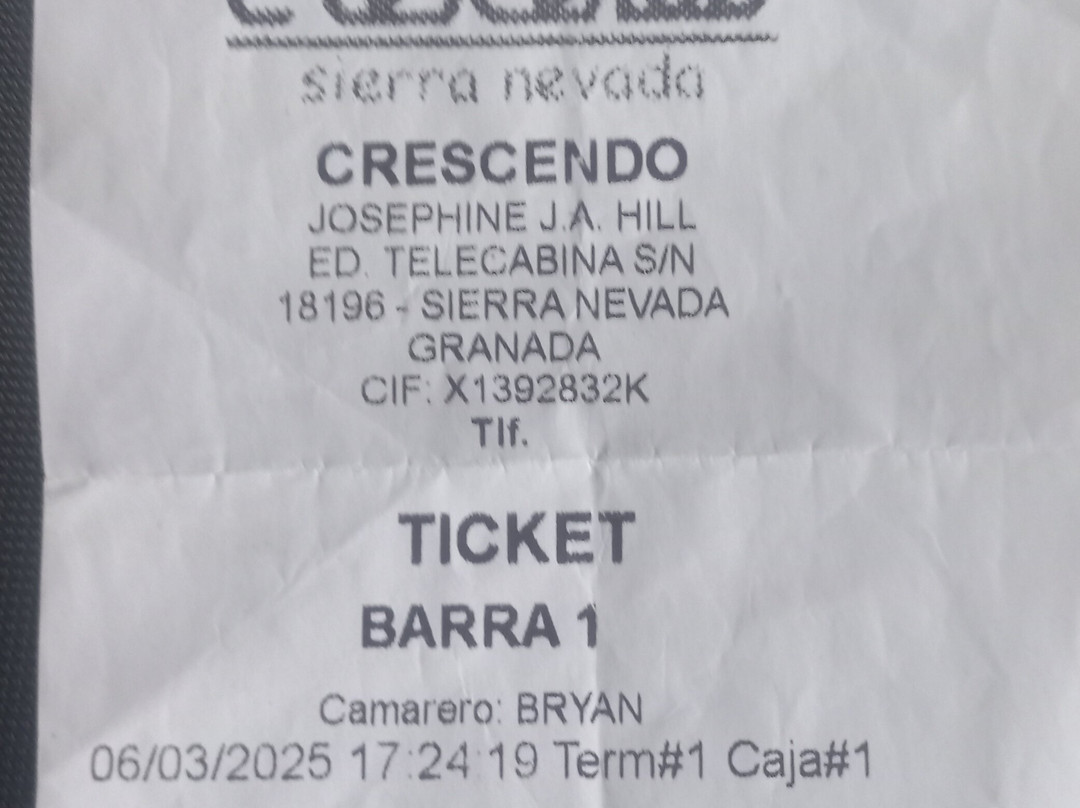 sierra nevada
CRESCENDO
JOSEPHINE J.A. HILL
ED. TELECABINA S/N
18196 - SIERRA NEVADA
GRANADA
CIF: X1392832K
Tlf.
TICKET
BARRA 1
Camarero: BRYAN
06/03/2025 17:24:19 Term#1 Caja#1